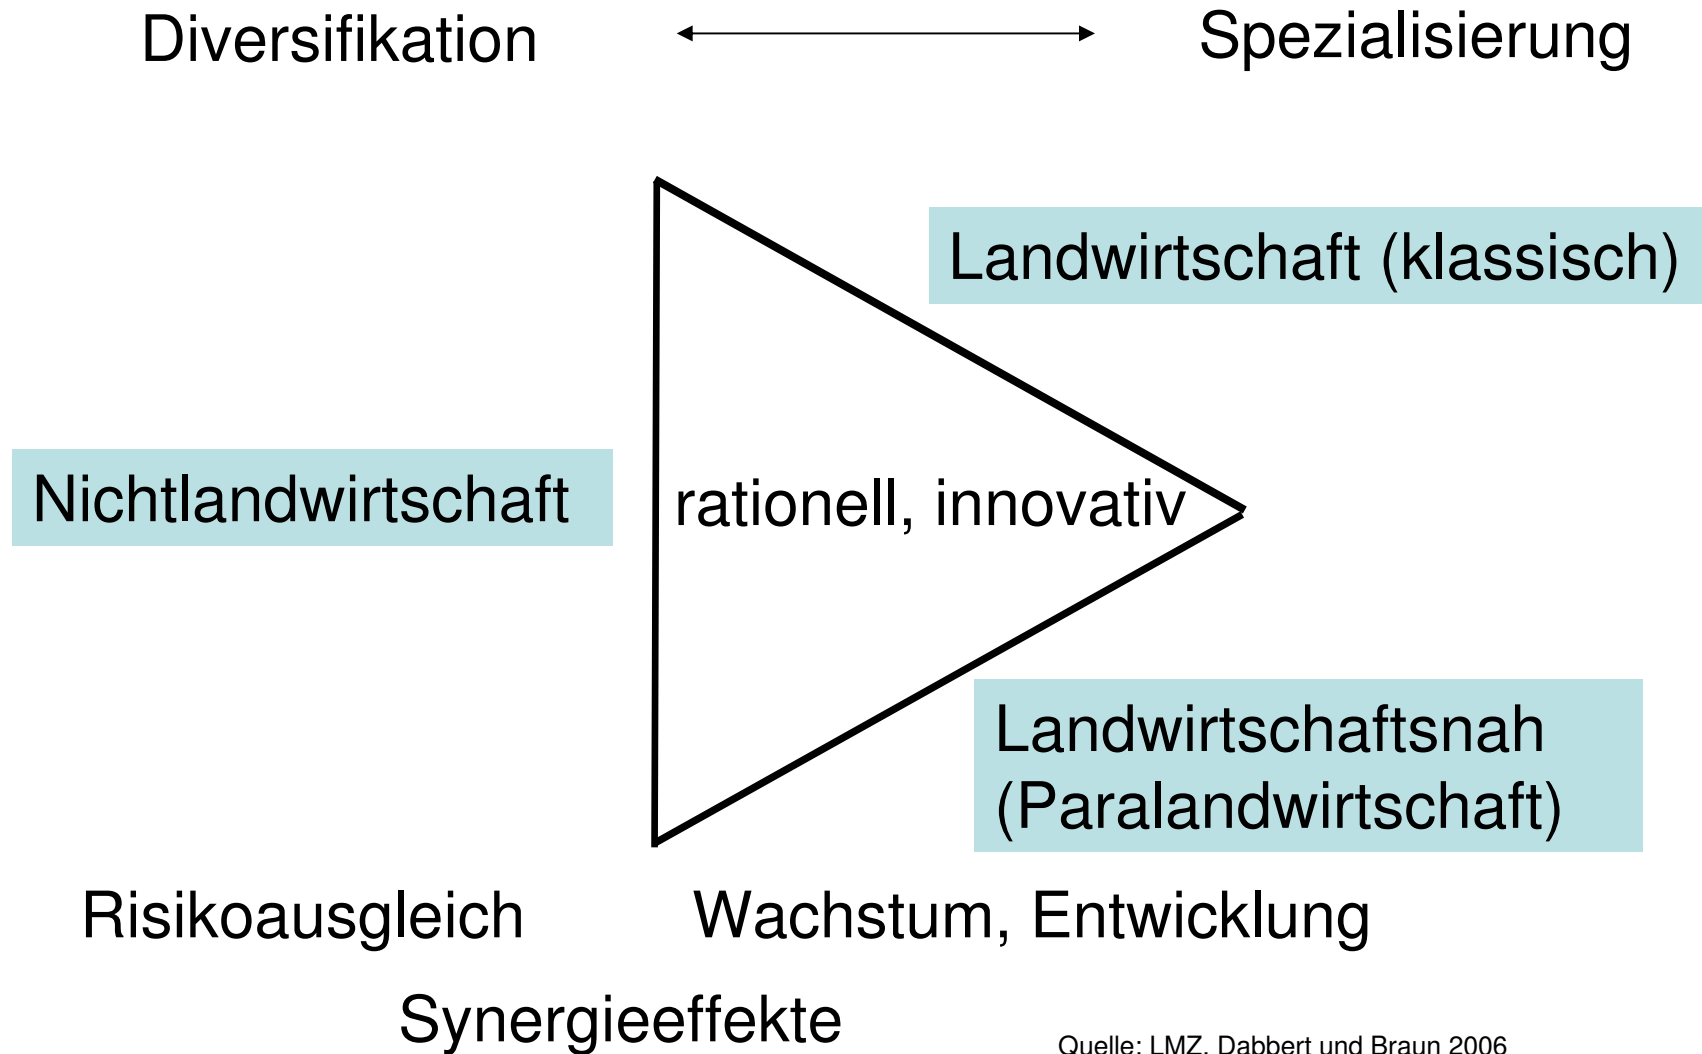 Diversifikation
Spezialisierung
Landwirtschaft (klassisch)
Nichtlandwirtschaft
rationell, innovativ
Landwirtschaftsnah
(Paralandwirtschaft)
Risikoausgleich
Wachstum, Entwicklung
Synergieeffekte
Quelle: LMZ, Dabbert und Braun 2006